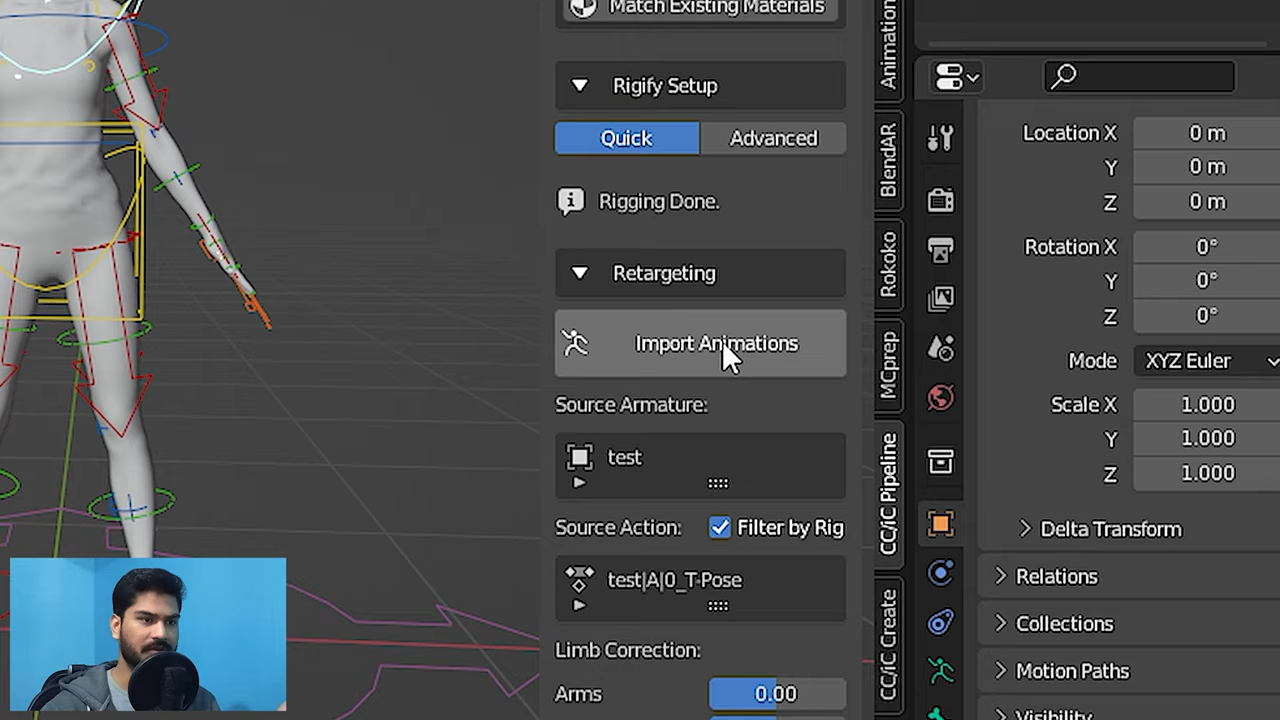 Match Existing Materials
Rigify Setup
Quick Advanced
Rigging Done.
Retargeting
Import Animations
Source Armature:
test
Source Action: Filter by Rig
test|A|0_T-Pose
Limb Correction:
Arms 0.00
Animation
BlendAR
Rokoko
MCprep
CC/iC Pipeline
CC/iC Create
Location X 0 m
Y 0 m
Z 0 m
Rotation X 0°
Y 0°
Z 0°
Mode XYZ Euler
Scale X 1.000
Y 1.000
Z 1.000
Delta Transform
Relations
Collections
Motion Paths
Visibility